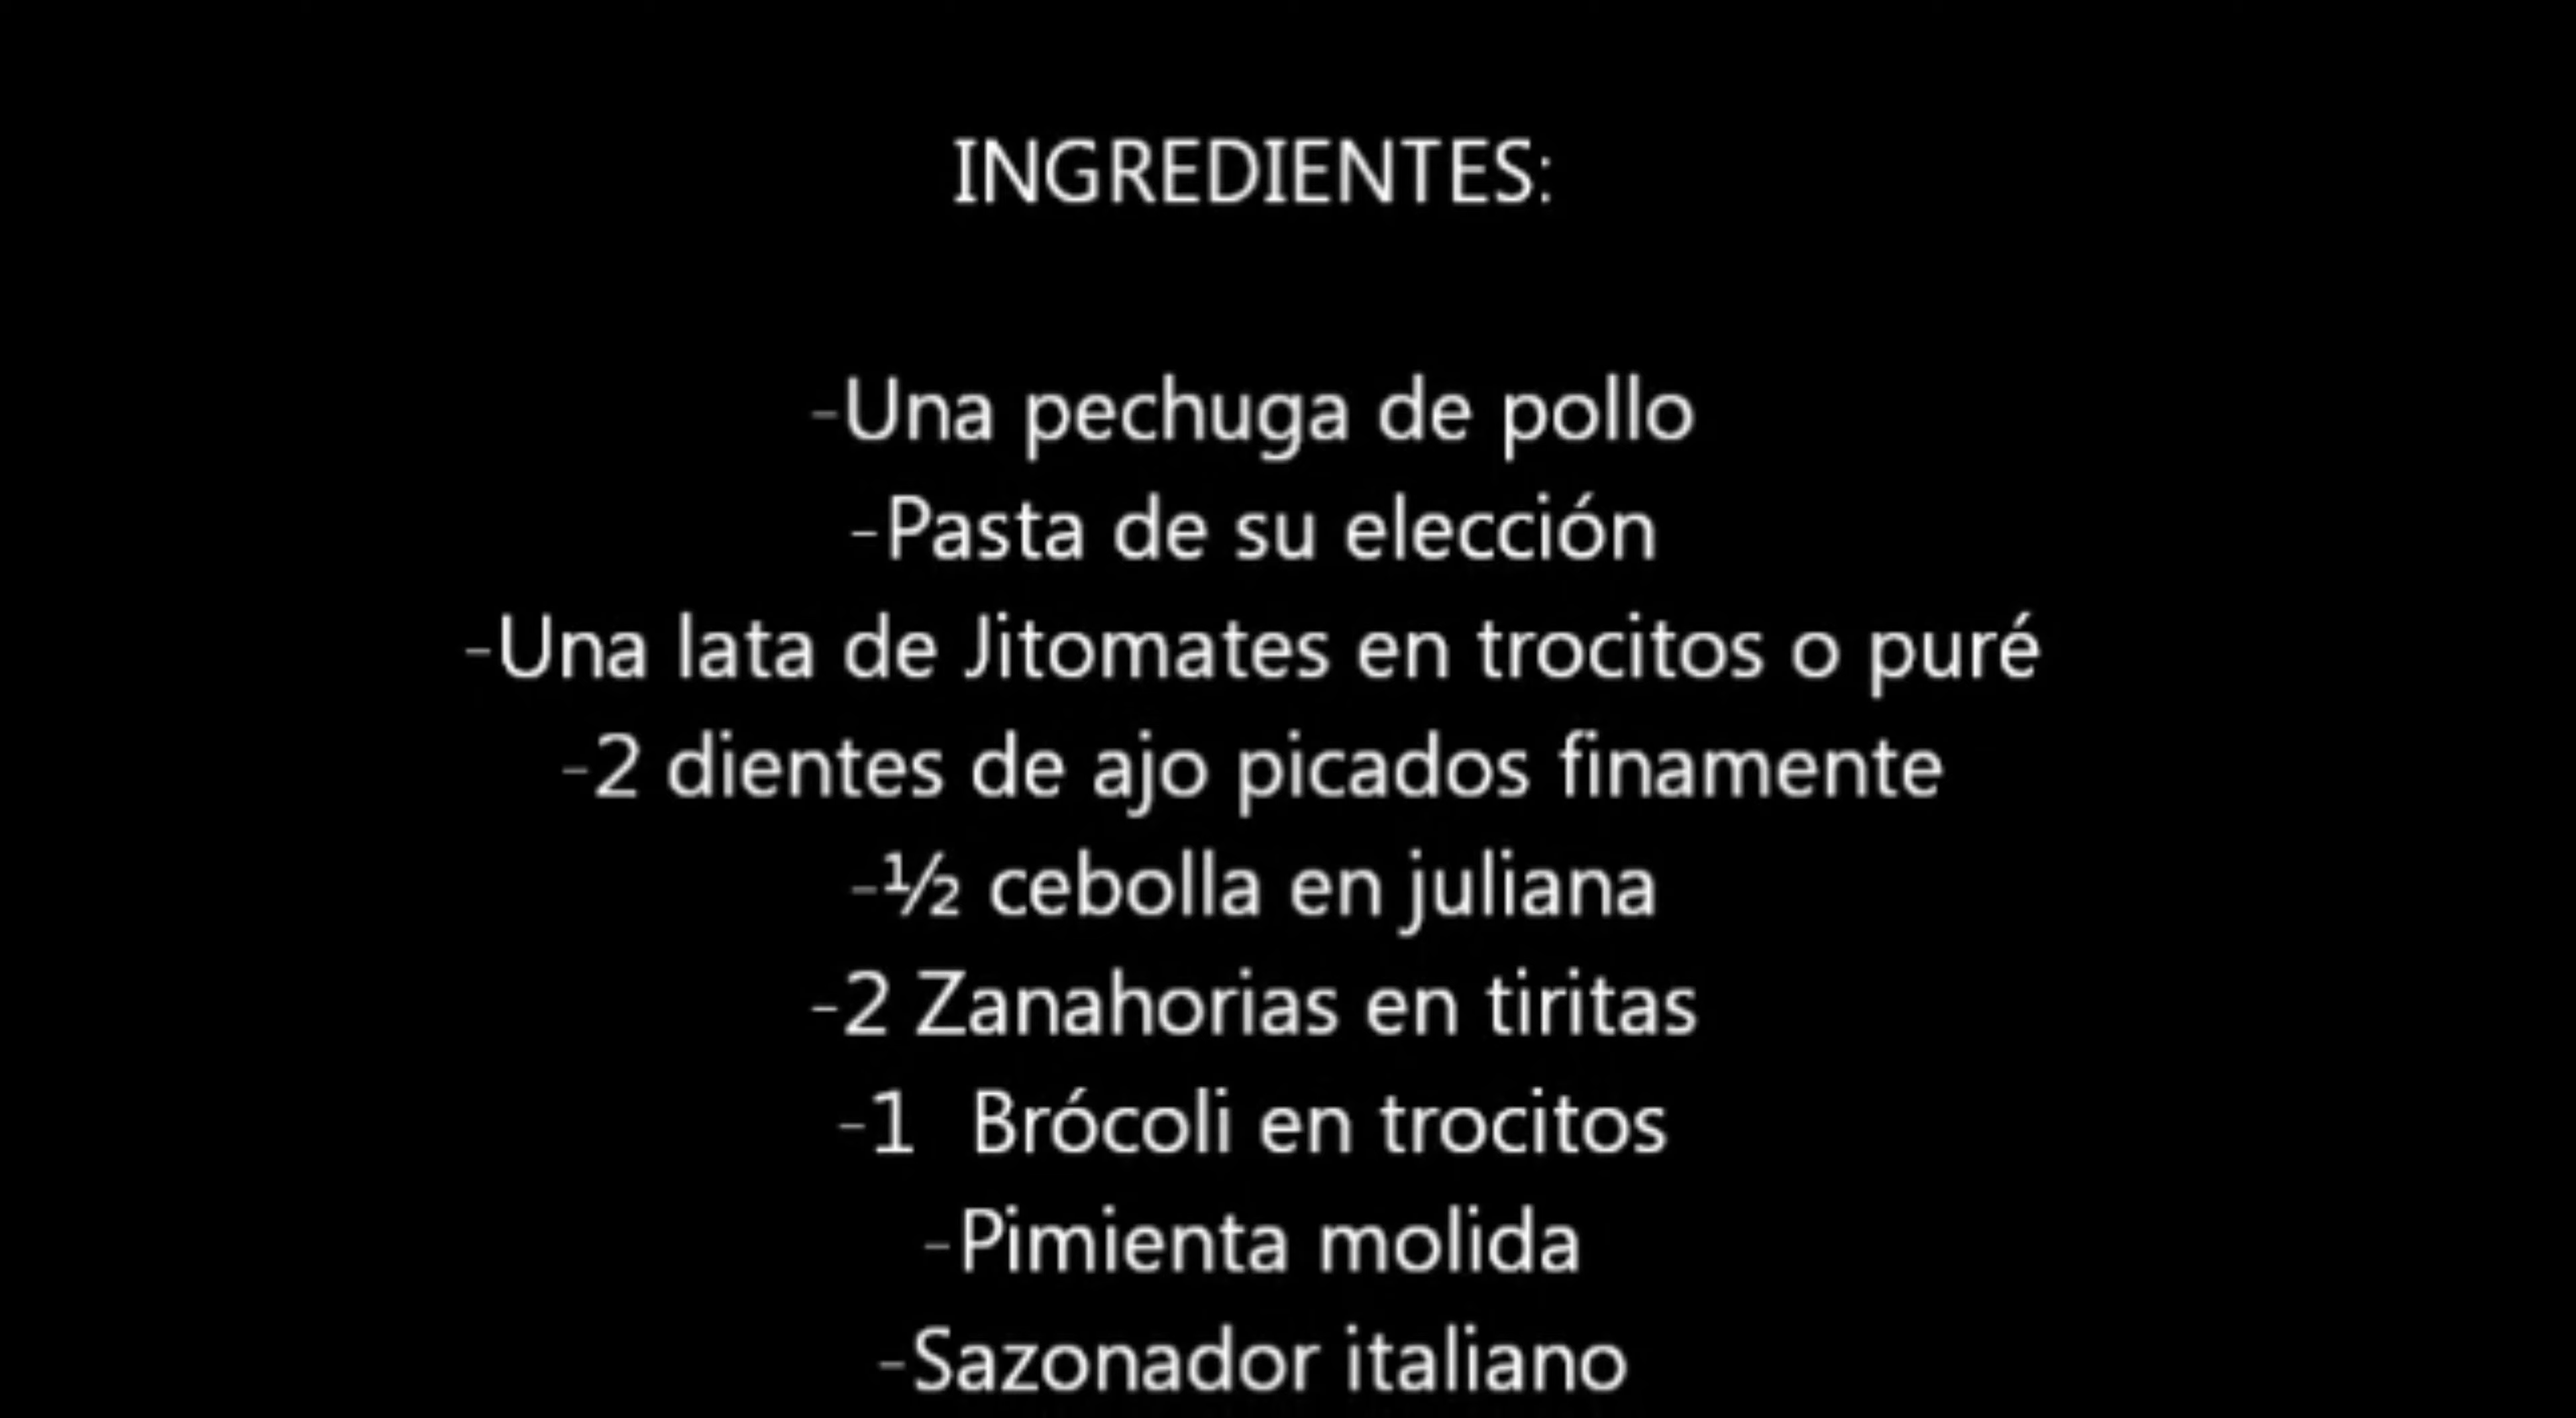 INGREDIENTES:
-Una pechuga de pollo
-Pasta de su elección
-Una lata de Jitomates en trocitos o puré
-2 dientes de ajo picados finamente
-½ cebolla en juliana
-2 Zanahorias en tiritas
-1  Brócoli en trocitos
-Pimienta molida
-Sazonador italiano